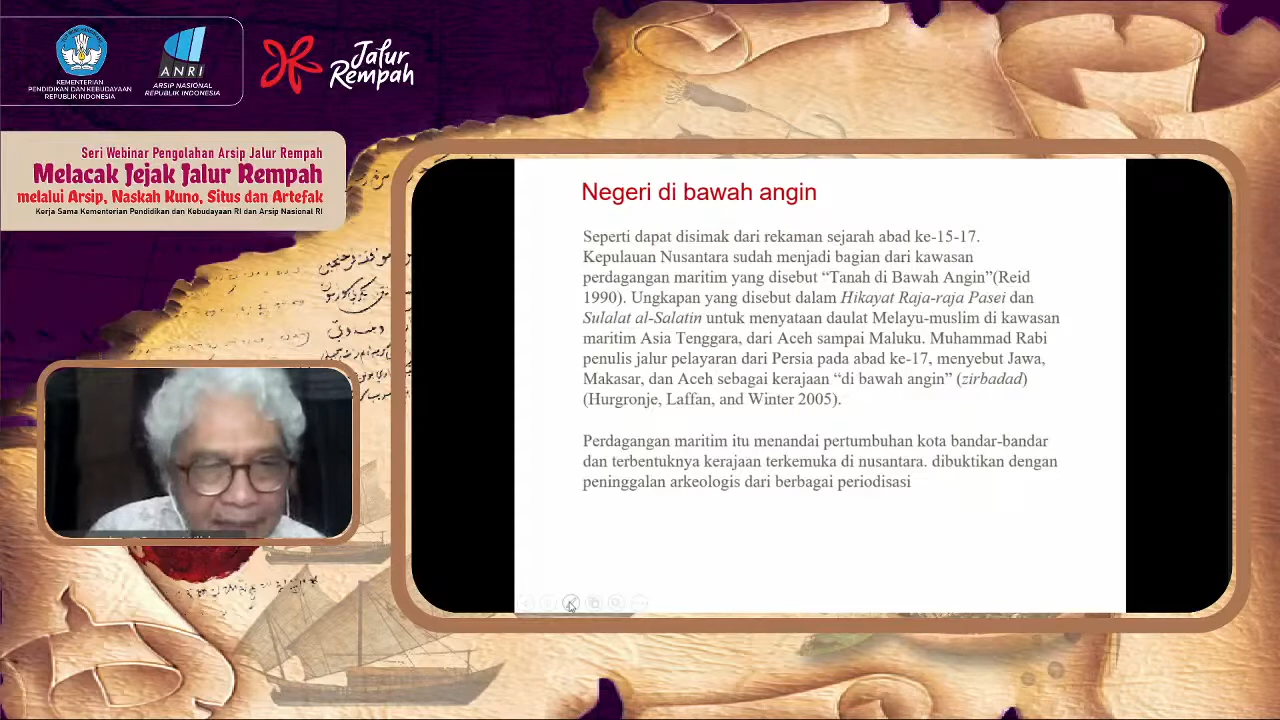 KEMENTERIAN
PENDIDIKAN DAN KEBUDAYAAN
REPUBLIK INDONESIA
ANRI
ARSIP NASIONAL
REPUBLIK INDONESIA
Jalur
Rempah
Seri Webinar Pengolahan Arsip Jalur Rempah
Melacak Jejak Jalur Rempah
melalui Arsip, Naskah Kuno, Situs dan Artefak
Kerja Sama Kementerian Pendidikan dan Kebudayaan RI dan Arsip Nasional RI
Negeri di bawah angin
Seperti dapat disimak dari rekaman sejarah abad ke-15-17.
Kepulauan Nusantara sudah menjadi bagian dari kawasan
perdagangan maritim yang disebut “Tanah di Bawah Angin”(Reid
1990). Ungkapan yang disebut dalam Hikayat Raja-raja Pasei dan
Sulalat al-Salatin untuk menyataan daulat Melayu-muslim di kawasan
maritim Asia Tenggara, dari Aceh sampai Maluku. Muhammad Rabi
penulis jalur pelayaran dari Persia pada abad ke-17, menyebut Jawa,
Makasar, dan Aceh sebagai kerajaan “di bawah angin” (zirbadad)
(Hurgronje, Laffan, and Winter 2005).
Perdagangan maritim itu menandai pertumbuhan kota bandar-bandar
dan terbentuknya kerajaan terkemuka di nusantara. dibuktikan dengan
peninggalan arkeologis dari berbagai periodisasi